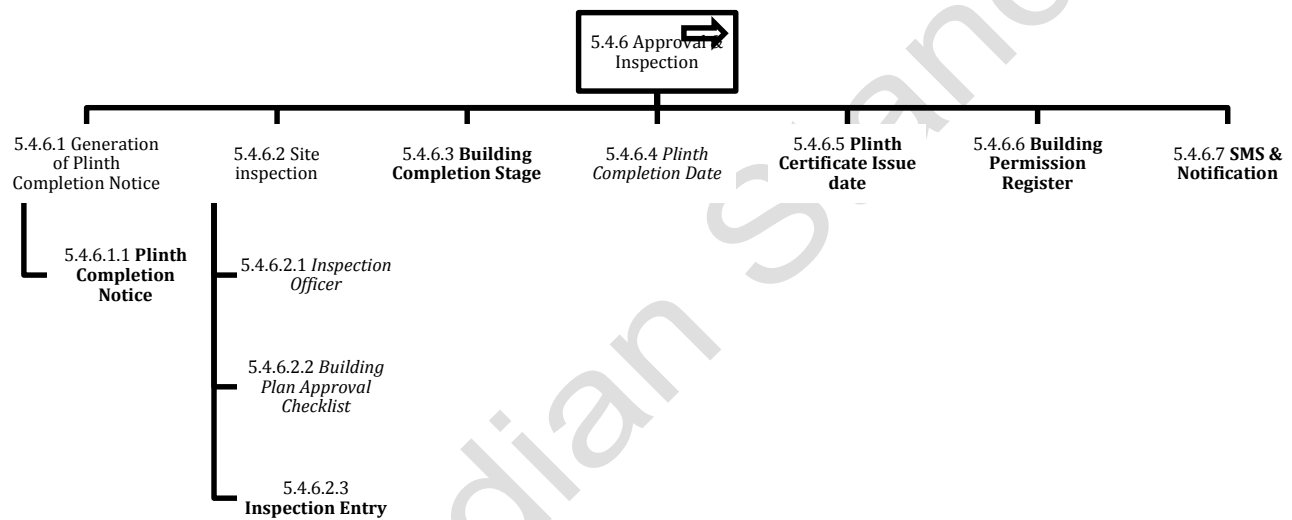 5.4.6 Approval &
Inspection
5.4.6.1 Generation
of Plinth
Completion Notice
5.4.6.2 Site
inspection
5.4.6.3 Building
Completion Stage
5.4.6.4 Plinth
Completion Date
5.4.6.5 Plinth
Certificate Issue
date
5.4.6.6 Building
Permission
Register
5.4.6.7 SMS &
Notification
5.4.6.1.1 Plinth
Completion
Notice
5.4.6.2.1 Inspection
Officer
5.4.6.2.2 Building
Plan Approval
Checklist
5.4.6.2.3
Inspection Entry